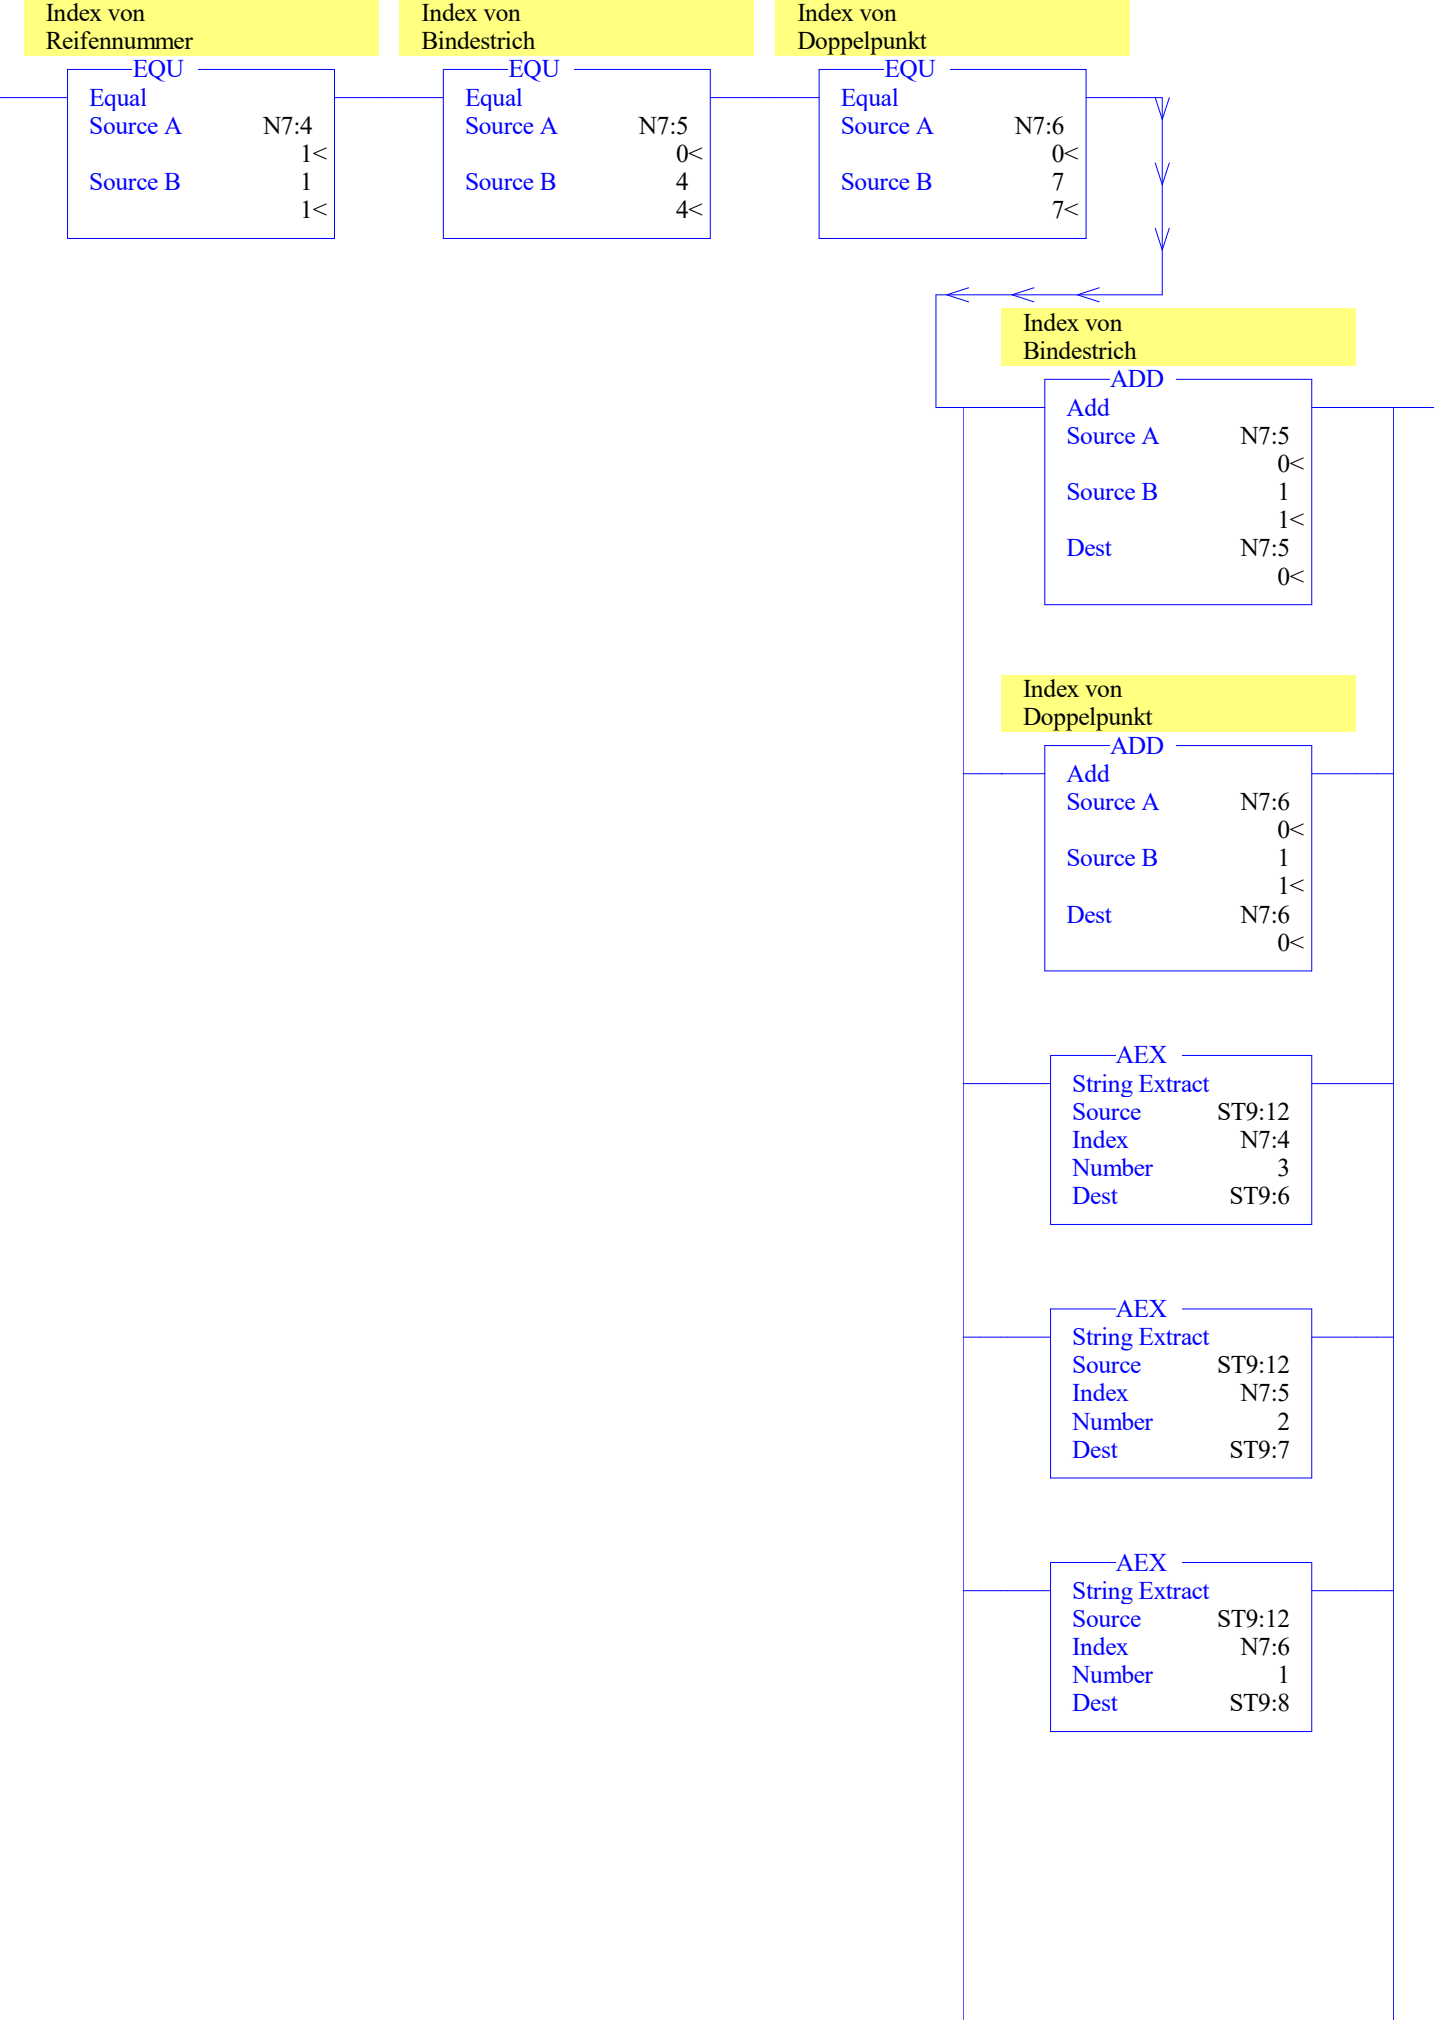 Index von
Reifennummer
EQU
Equal
Source A N7:4
1<
Source B 1
1<
Index von
Bindestrich
EQU
Equal
Source A N7:5
0<
Source B 4
4<
Index von
Doppelpunkt
EQU
Equal
Source A N7:6
0<
Source B 7
7<
Index von
Bindestrich
ADD
Add
Source A N7:5
0<
Source B 1
1<
Dest N7:5
0<
Index von
Doppelpunkt
ADD
Add
Source A N7:6
0<
Source B 1
1<
Dest N7:6
0<
AEX
String Extract
Source ST9:12
Index N7:4
Number 3
Dest ST9:6
AEX
String Extract
Source ST9:12
Index N7:5
Number 2
Dest ST9:7
AEX
String Extract
Source ST9:12
Index N7:6
Number 1
Dest ST9:8